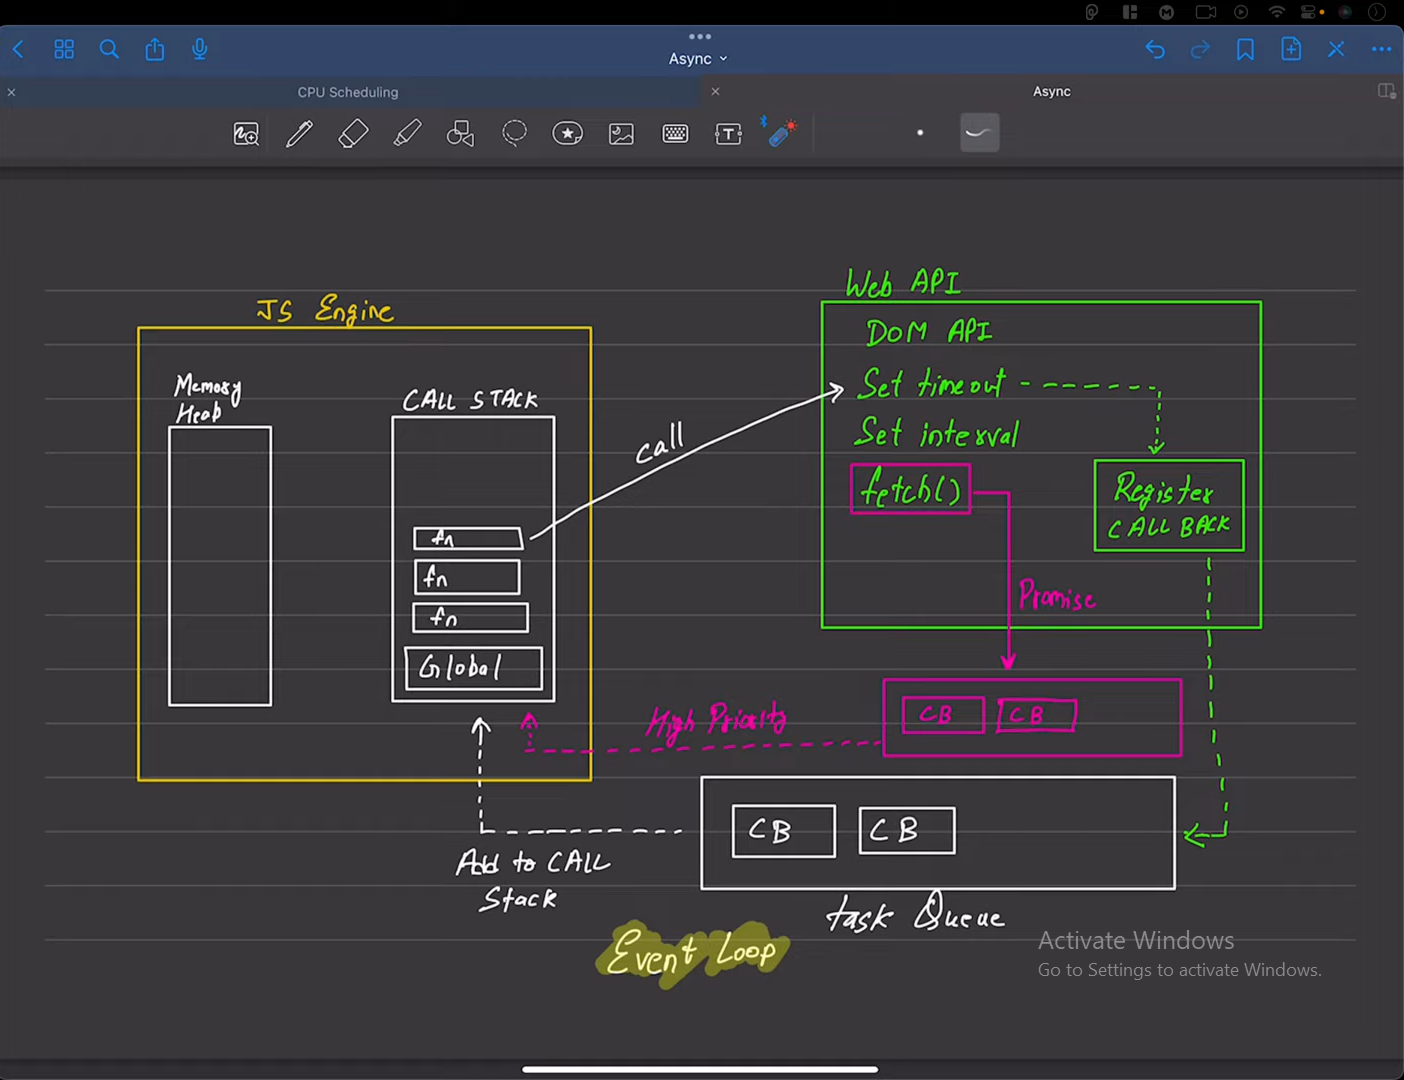 Async
CPU Scheduling
Async
JS Engine
Memory
Heap
CALL STACK
fn
fn
fn
Global
call
Web API
DOM API
Set timeout
Set interval
fetch()
Register
CALL BACK
Promise
High Priority
CB CB
CB CB
Add to CALL
Stack
task Queue
Event Loop
Activate Windows
Go to Settings to activate Windows.